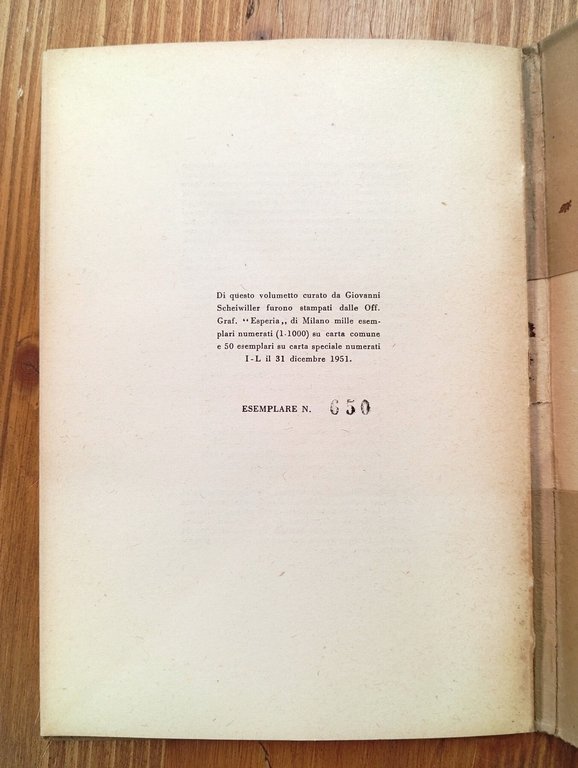 Di questo volumetto curato da Giovanni
Scheiwiller furono stampati dalle Off.
Graf. “Esperia„ di Milano mille esem-
plari numerati (1-1000) su carta comune
e 50 esemplari su carta speciale numerati
I-L il 31 dicembre 1951.
ESEMPLARE N. 650